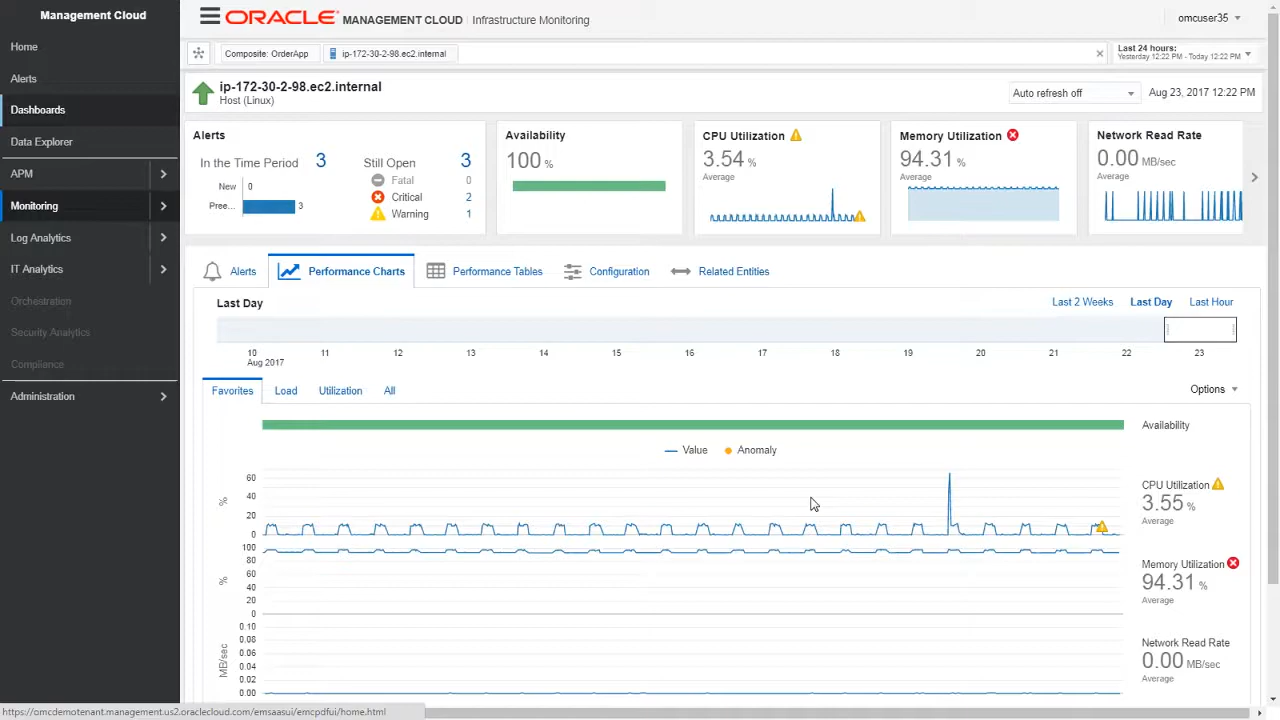 Management Cloud
Home
Alerts
Dashboards
Data Explorer
APM
Monitoring
Log Analytics
IT Analytics
Orchestration
Security Analytics
Compliance
Administration
ORACLE MANAGEMENT CLOUD Infrastructure Monitoring
omcuser35
Composite: OrderApp
ip-172-30-2-98.ec2.internal
Last 24 hours:
Yesterday 12:22 PM - Today 12:22 PM
ip-172-30-2-98.ec2.internal
Host (Linux)
Auto refresh off
Aug 23, 2017 12:22 PM
Alerts
In the Time Period 3
New 0
Pree... 3
Still Open 3
Fatal 0
Critical 2
Warning 1
Availability
100 %
CPU Utilization
3.54 %
Average
Memory Utilization
94.31 %
Average
Network Read Rate
0.00 MB/sec
Average
Alerts
Performance Charts
Performance Tables
Configuration
Related Entities
Last Day
Last 2 Weeks Last Day Last Hour
10 11 12 13 14 15 16 17 18 19 20 21 22 23
Aug 2017
Favorites Load Utilization All
Options
Availability
Value Anomaly
60
40
20
0
%
CPU Utilization
3.55 %
Average
100
80
60
40
20
0
%
Memory Utilization
94.31 %
Average
0.10
0.08
0.06
0.04
0.02
0.00
MB/sec
Network Read Rate
0.00 MB/sec
Average
https://omcdemotenant.management.us2.oraclecloud.com/emsaasui/emcpdfui/home.html